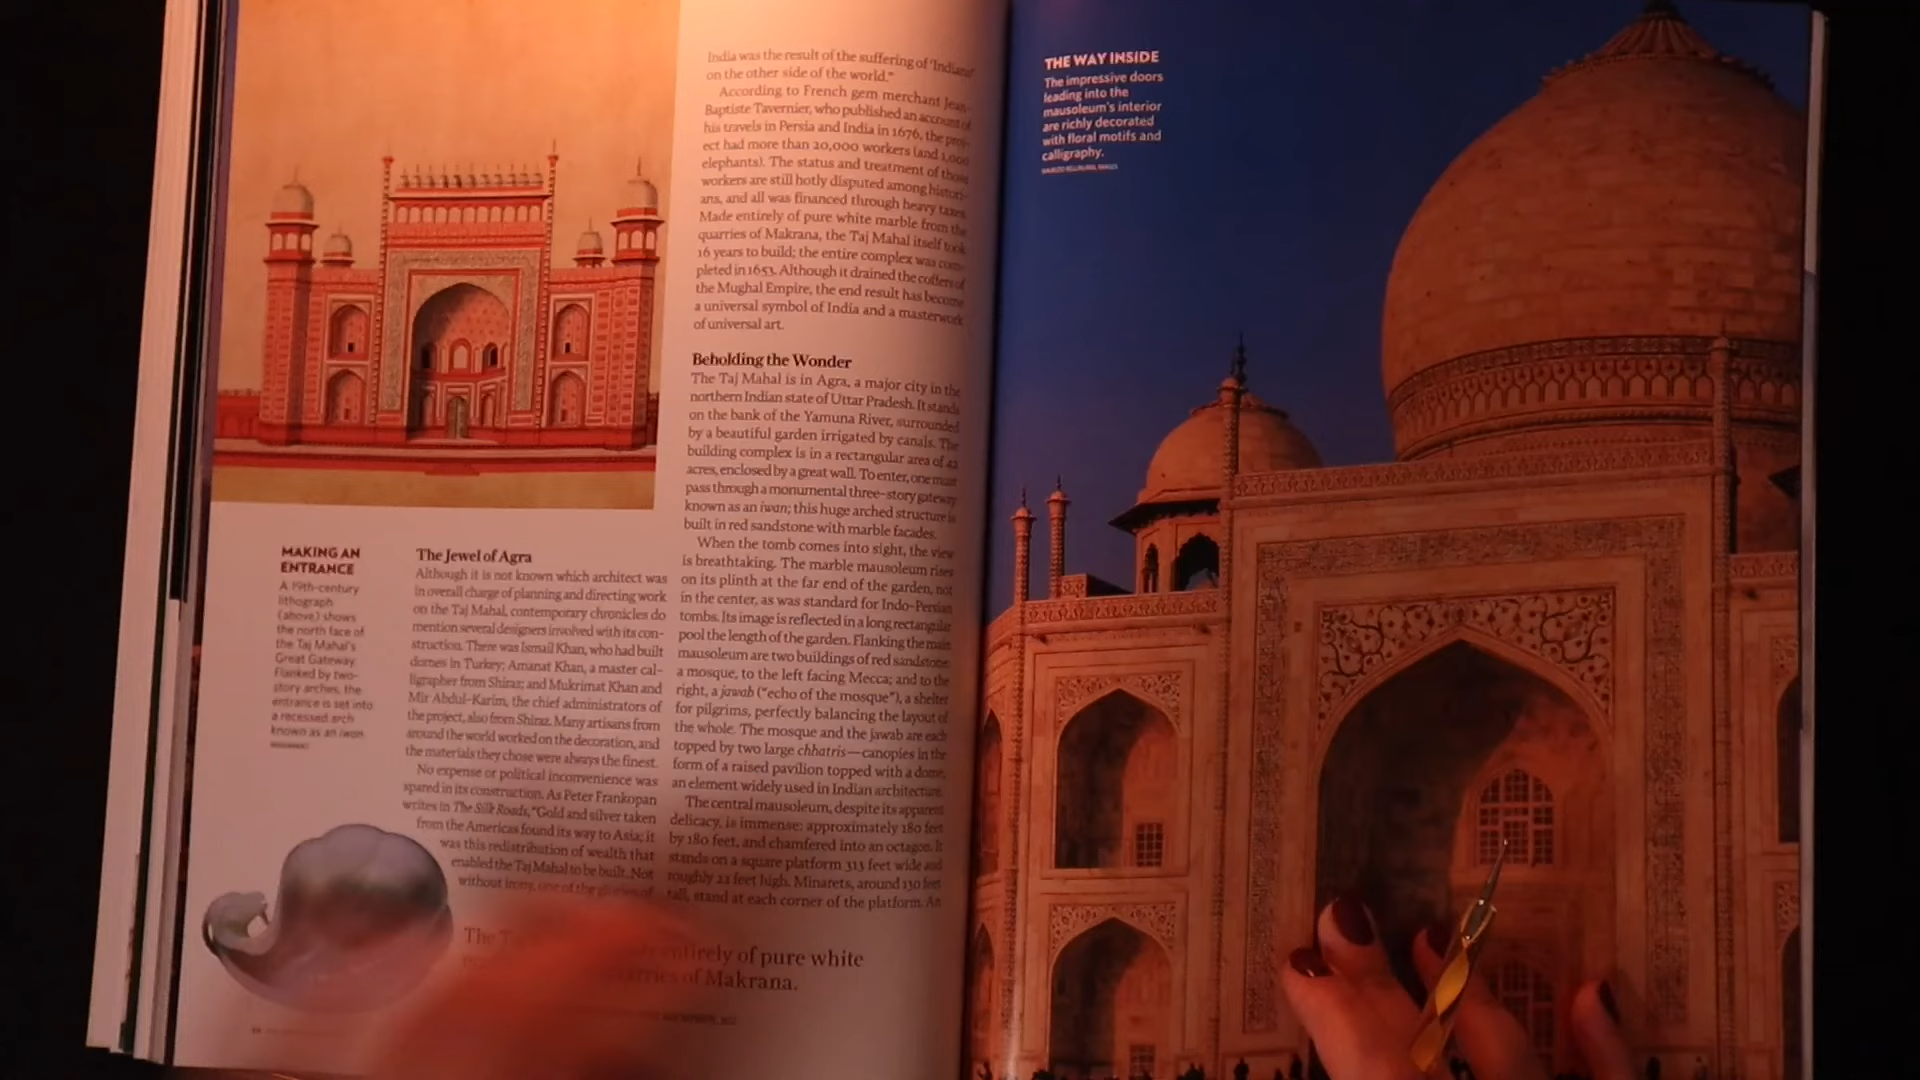 MAKING AN
ENTRANCE
A 19th-century
lithograph
(above) shows
the north face of
the Taj Mahal's
Great Gateway.
Flanked by two-
story arches, the
entrance is set into
a recessed arch
known as an iwan.
The Jewel of Agra
Although it is not known which architect was
in overall charge of planning and directing work
on the Taj Mahal, contemporary chronicles do
mention several designers involved with its con-
struction. There was Ismail Khan, who had built
domes in Turkey; Amanat Khan, a master cal-
ligrapher from Shiraz; and Mukrimat Khan and
Mir Abdul-Karim, the chief administrators of
the project, also from Shiraz. Many artisans from
around the world worked on the decoration, and
the materials they chose were always the finest.
No expense or political inconvenience was
spared in its construction. As Peter Frankopan
writes in The Silk Roads, "Gold and silver taken
from the Americas found its way to Asia; it
was this redistribution of wealth that
enabled the Taj Mahal to be built. Not
without irony, one of the glories of
India was the result of the suffering of 'Indians'
on the other side of the world."
According to French gem merchant Jean-
Baptiste Tavernier, who published an account of
his travels in Persia and India in 1676, the proj-
ect had more than 20,000 workers (and 1,000
elephants). The status and treatment of those
workers are still hotly disputed among histori-
ans, and all was financed through heavy taxes.
Made entirely of pure white marble from the
quarries of Makrana, the Taj Mahal itself took
16 years to build; the entire complex was com-
pleted in 1653. Although it drained the coffers of
the Mughal Empire, the end result has become
a universal symbol of India and a masterwork
of universal art.
Beholding the Wonder
The Taj Mahal is in Agra, a major city in the
northern Indian state of Uttar Pradesh. It stands
on the bank of the Yamuna River, surrounded
by a beautiful garden irrigated by canals. The
building complex is in a rectangular area of 42
acres, enclosed by a great wall. To enter, one must
pass through a monumental three-story gateway
known as an iwan; this huge arched structure is
built in red sandstone with marble facades.
When the tomb comes into sight, the view
is breathtaking. The marble mausoleum rises
on its plinth at the far end of the garden, not
in the center, as was standard for Indo-Persian
tombs. Its image is reflected in a long rectangular
pool the length of the garden. Flanking the main
mausoleum are two buildings of red sandstone:
a mosque, to the left facing Mecca; and to the
right, a jawab ("echo of the mosque"), a shelter
for pilgrims, perfectly balancing the layout of
the whole. The mosque and the jawab are each
topped by two large chhatris—canopies in the
form of a raised pavilion topped with a dome,
an element widely used in Indian architecture.
The central mausoleum, despite its apparent
delicacy, is immense: approximately 180 feet
by 180 feet, and chamfered into an octagon. It
stands on a square platform 313 feet wide and
roughly 22 feet high. Minarets, around 130 feet
tall, stand at each corner of the platform. An
The entirely of pure white
of Makrana.
THE WAY INSIDE
The impressive doors
leading into the
mausoleum's interior
are richly decorated
with floral motifs and
calligraphy.